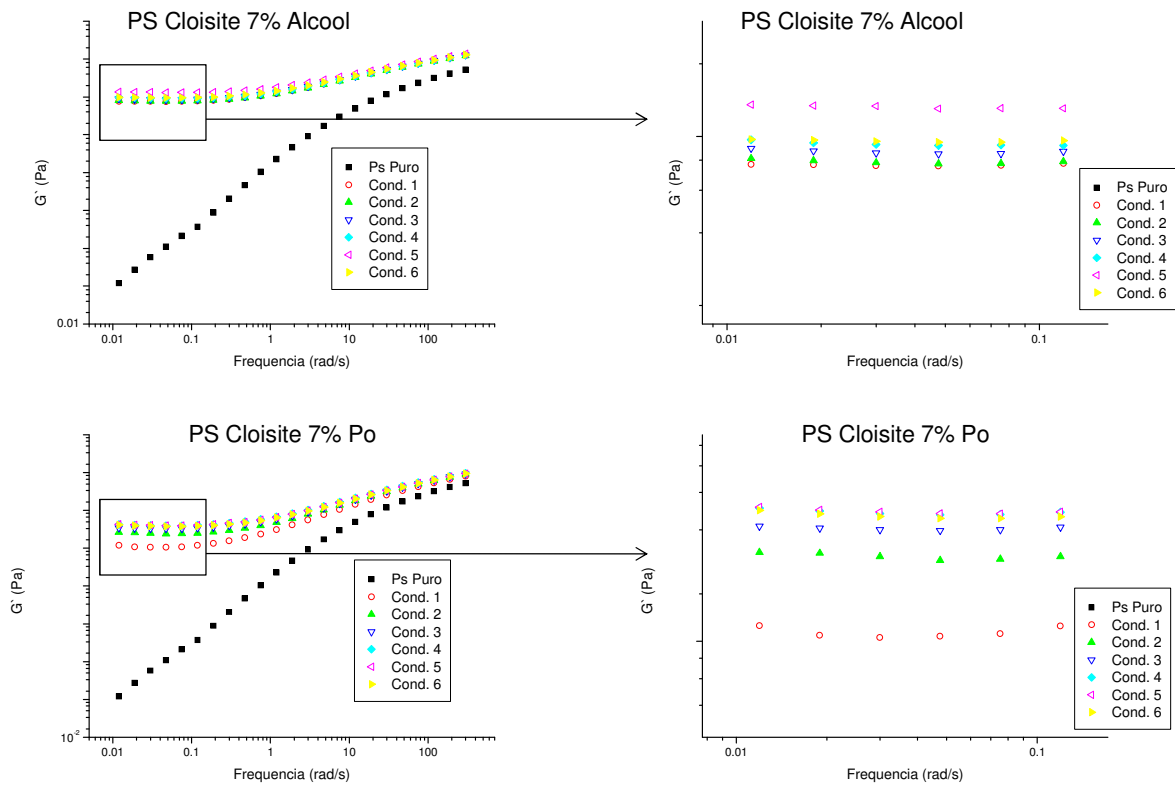 PS Cloisite 7% Alcool
G` (Pa)
0.01
0.01 0.1 1 10 100
Frequencia (rad/s)
Ps Puro
Cond. 1
Cond. 2
Cond. 3
Cond. 4
Cond. 5
Cond. 6
PS Cloisite 7% Alcool
G` (Pa)
0.01 0.1
Frequencia (rad/s)
Ps Puro
Cond. 1
Cond. 2
Cond. 3
Cond. 4
Cond. 5
Cond. 6
PS Cloisite 7% Po
G` (Pa)
10-2
0.01 0.1 1 10 100
Frequencia (rad/s)
Ps Puro
Cond. 1
Cond. 2
Cond. 3
Cond. 4
Cond. 5
Cond. 6
PS Cloisite 7% Po
G` (Pa)
0.01 0.1
Frequencia (rad/s)
Ps Puro
Cond. 1
Cond. 2
Cond. 3
Cond. 4
Cond. 5
Cond. 6